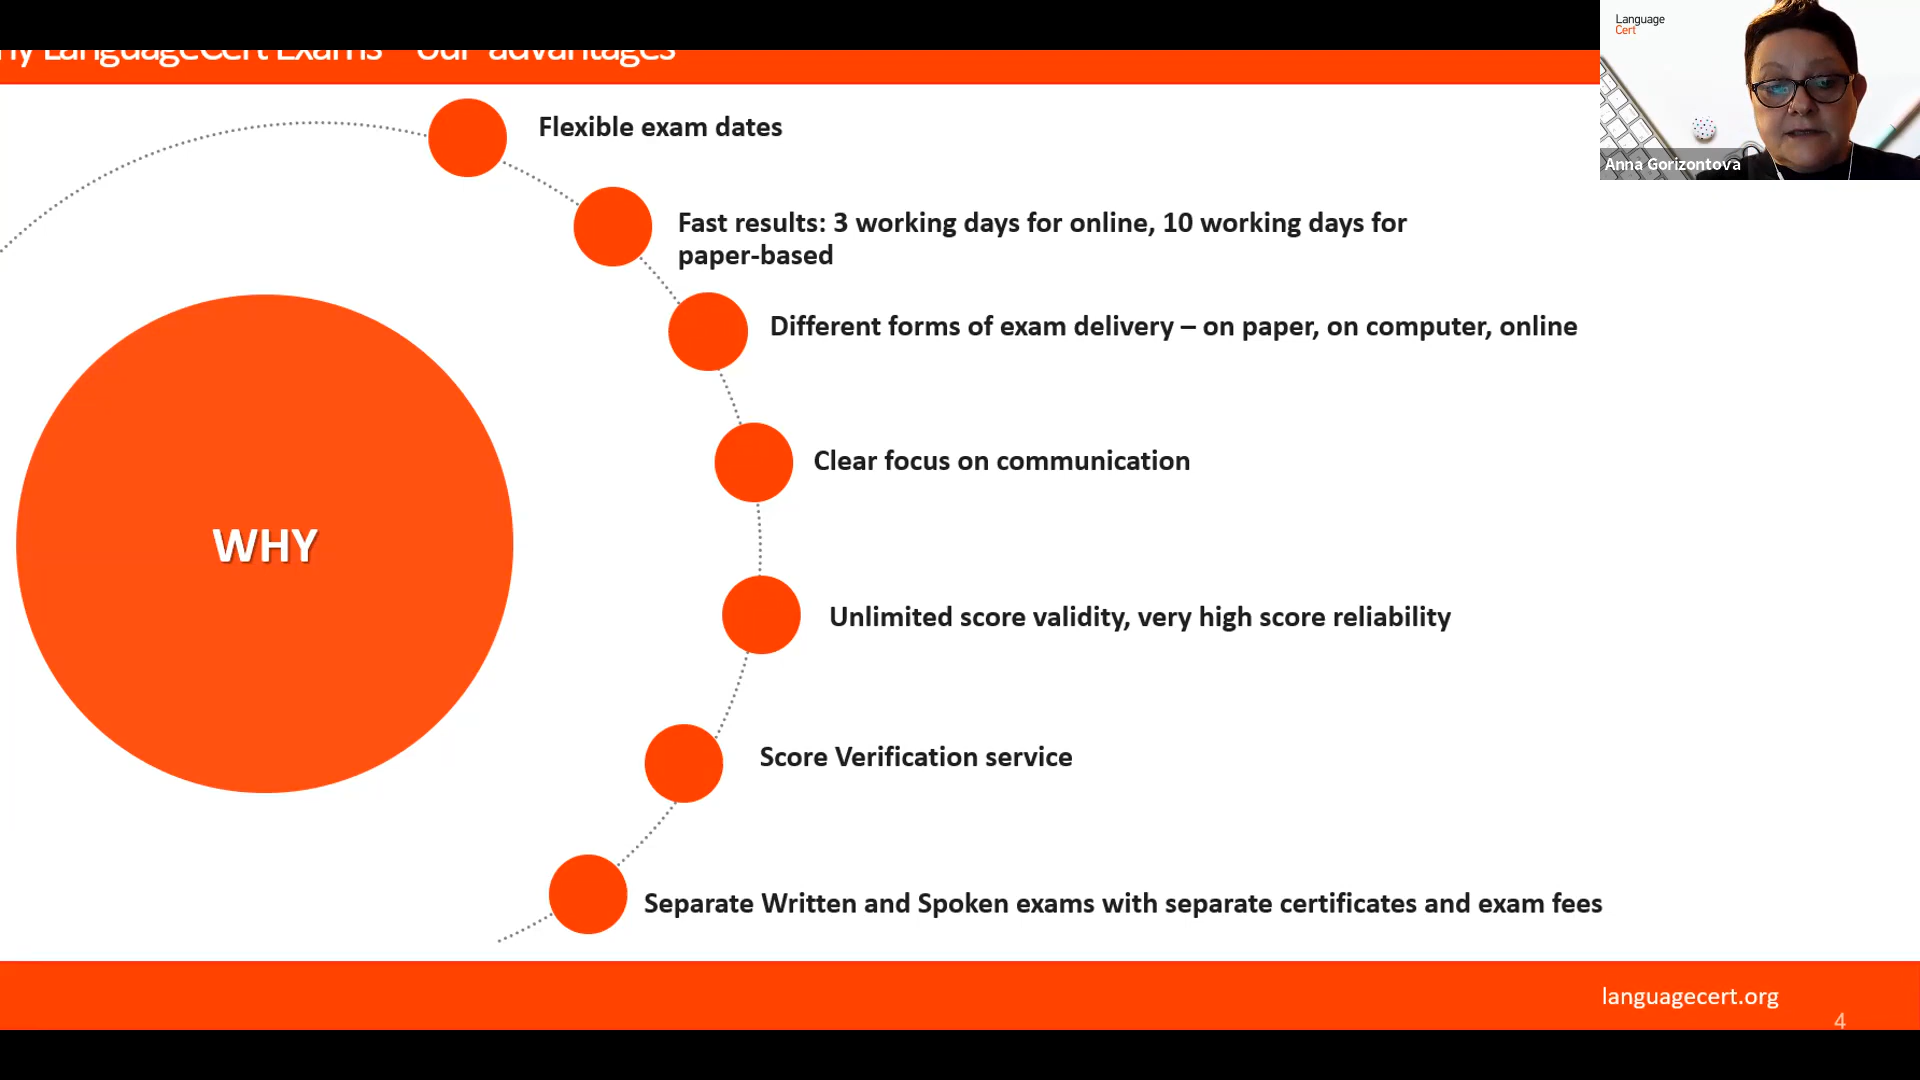 LanguageCert Exams - our advantages
Language
Cert
Anna Gorizontova
Flexible exam dates
Fast results: 3 working days for online, 10 working days for
paper-based
Different forms of exam delivery – on paper, on computer, online
Clear focus on communication
WHY
Unlimited score validity, very high score reliability
Score Verification service
Separate Written and Spoken exams with separate certificates and exam fees
languagecert.org
4